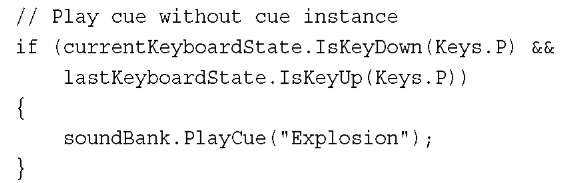 // Play cue without cue instance
if (currentKeyboardState.IsKeyDown(Keys.P) &&
    lastKeyboardState.IsKeyUp(Keys.P))
{
    soundBank.PlayCue("Explosion");
}